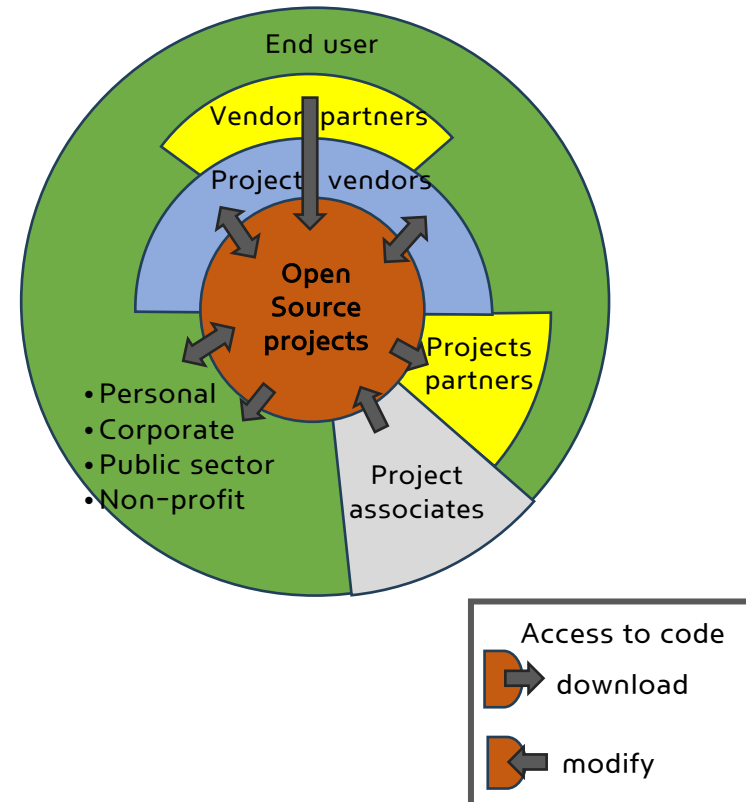 End user
Vendor partners
Project vendors
Open
Source
projects
Projects
partners
• Personal
• Corporate
• Public sector
• Non-profit
Project
associates
Access to code
download
modify